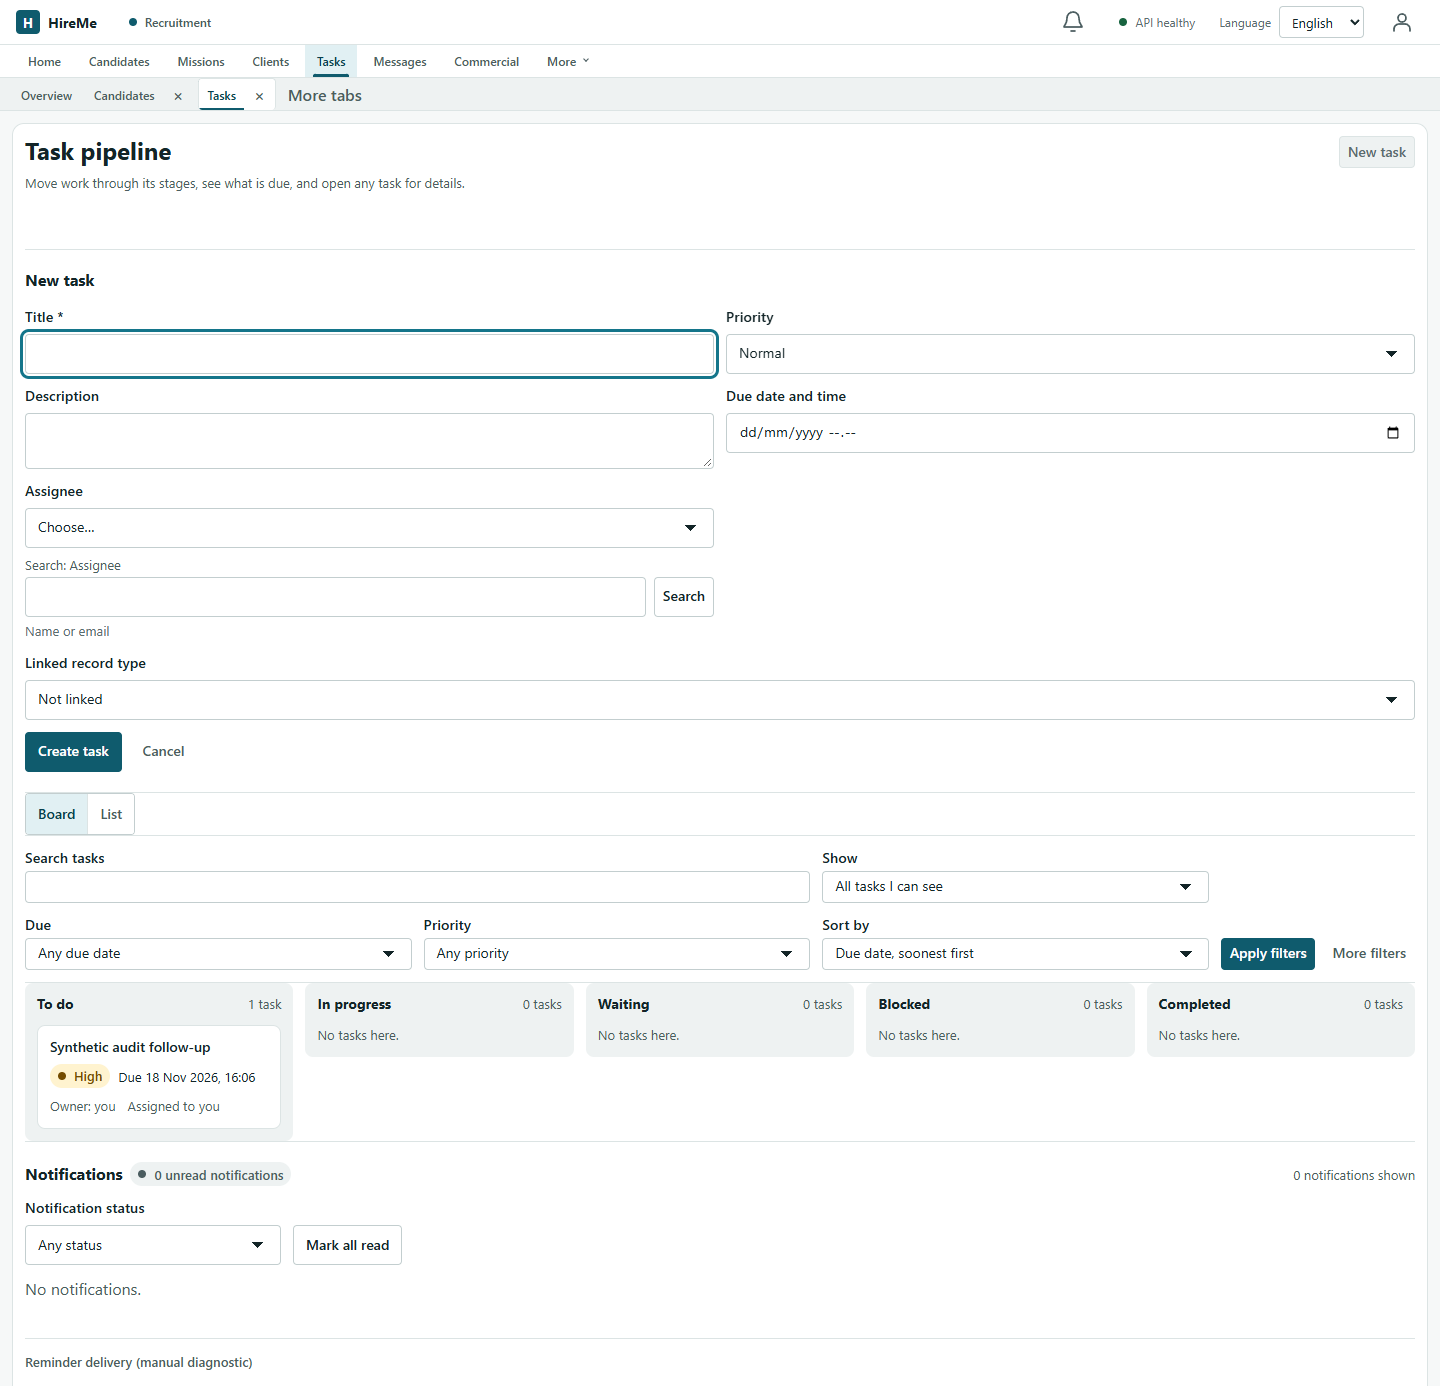 H HireMe Recruitment API healthy Language English
Home Candidates Missions Clients Tasks Messages Commercial More
Overview Candidates × Tasks × More tabs
Task pipeline New task
Move work through its stages, see what is due, and open any task for details.
New task
Title * Priority
Normal
Description Due date and time
dd/mm/yyyy --.--
Assignee
Choose...
Search: Assignee
Search
Name or email
Linked record type
Not linked
Create task Cancel
Board List
Search tasks Show
All tasks I can see
Due Priority Sort by
Any due date Any priority Due date, soonest first Apply filters More filters
To do 1 task In progress 0 tasks Waiting 0 tasks Blocked 0 tasks Completed 0 tasks
No tasks here. No tasks here. No tasks here. No tasks here.
Synthetic audit follow-up
High Due 18 Nov 2026, 16:06
Owner: you Assigned to you
Notifications 0 unread notifications 0 notifications shown
Notification status
Any status Mark all read
No notifications.
Reminder delivery (manual diagnostic)